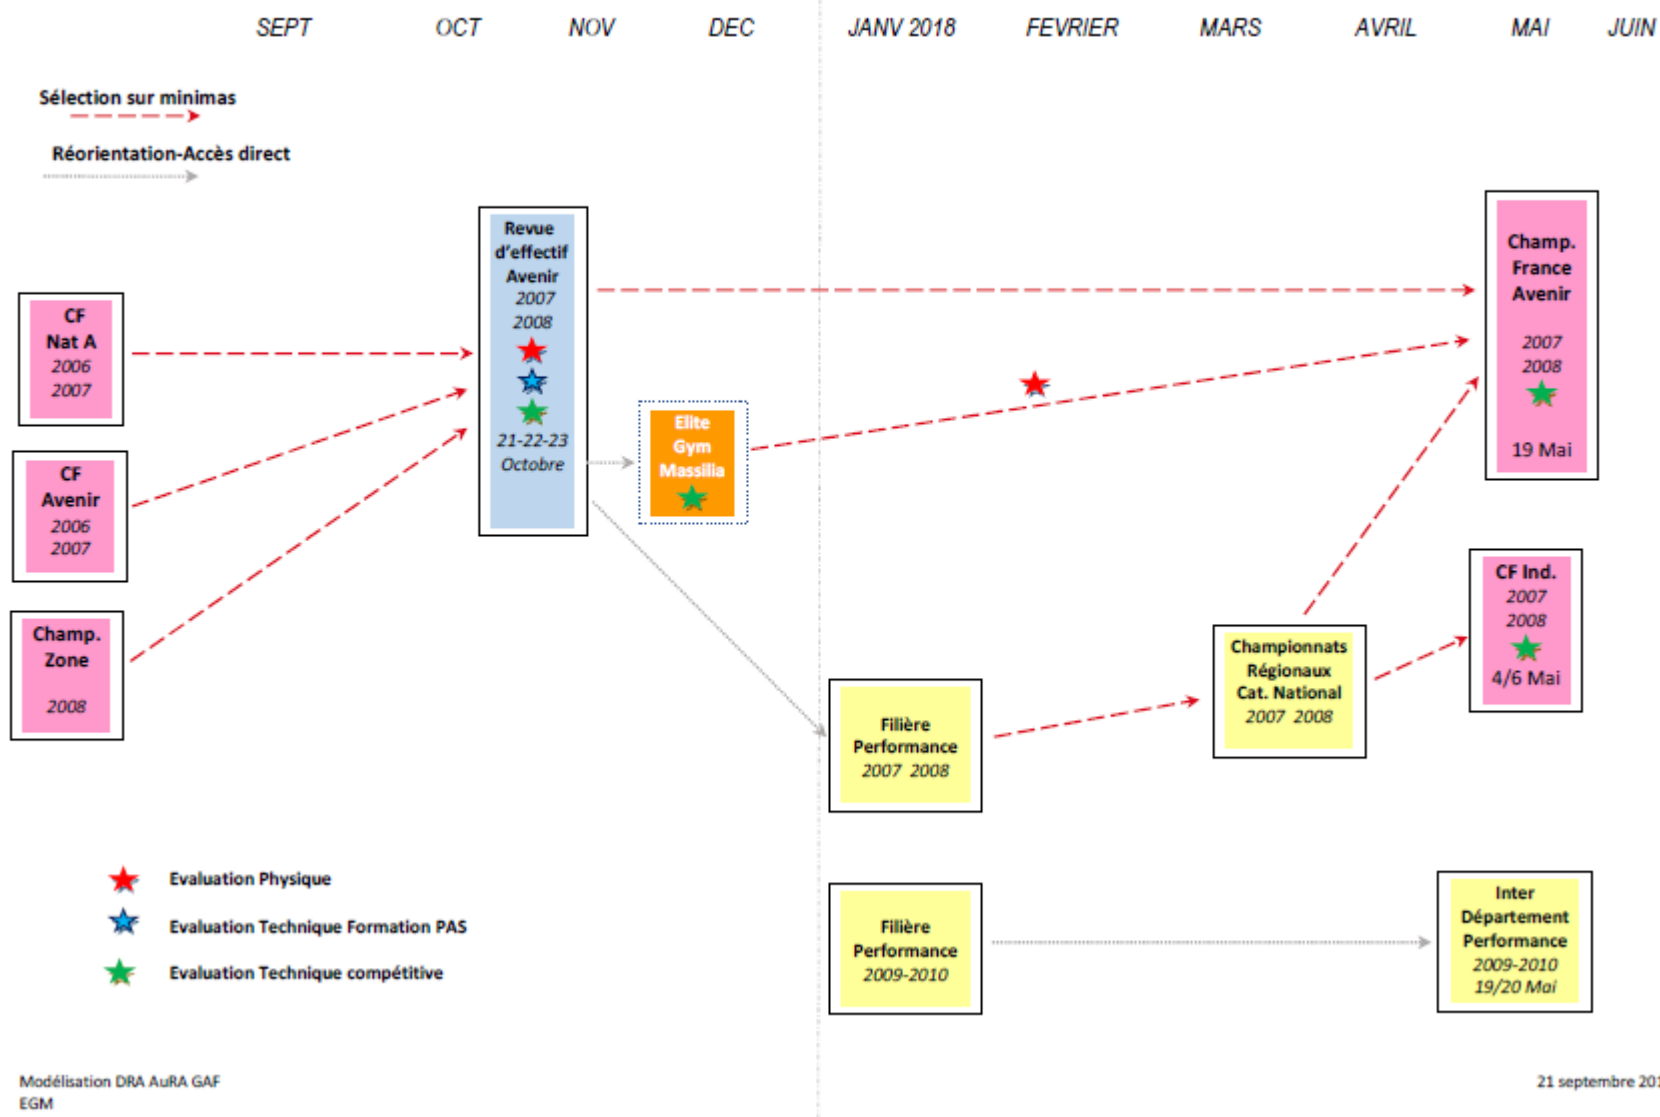 SEPT OCT NOV DEC JANV 2018 FEVRIER MARS AVRIL MAI JUIN
Sélection sur minimas
Réorientation-Accès direct
CF
Nat A
2006
2007
CF
Avenir
2006
2007
Champ.
Zone
2008
Revue
d'effectif
Avenir
2007
2008
21-22-23
Octobre
Elite
Gym
Massilia
Champ.
France
Avenir
2007
2008
19 Mai
CF Ind.
2007
2008
4/6 Mai
Championnats
Régionaux
Cat. National
2007 2008
Filière
Performance
2007 2008
Filière
Performance
2009-2010
Inter
Département
Performance
2009-2010
19/20 Mai
Evaluation Physique
Evaluation Technique Formation PAS
Evaluation Technique compétitive
Modélisation DRA AuRA GAF
EGM
21 septembre